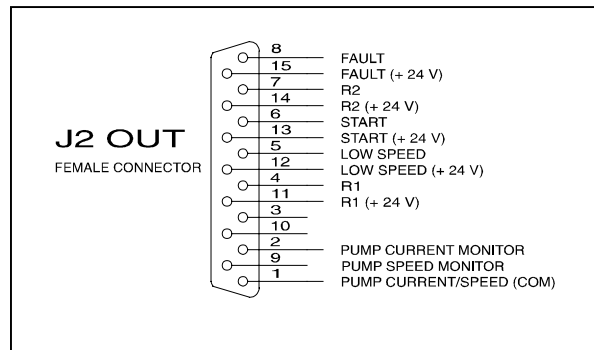 8 FAULT
15 FAULT (+ 24 V)
7 R2
14 R2 (+ 24 V)
6 START
13 START (+ 24 V)
J2 OUT
5 LOW SPEED
FEMALE CONNECTOR
12 LOW SPEED (+ 24 V)
4 R1
11 R1 (+ 24 V)
3
10
2 PUMP CURRENT MONITOR
9 PUMP SPEED MONITOR
1 PUMP CURRENT/SPEED (COM)